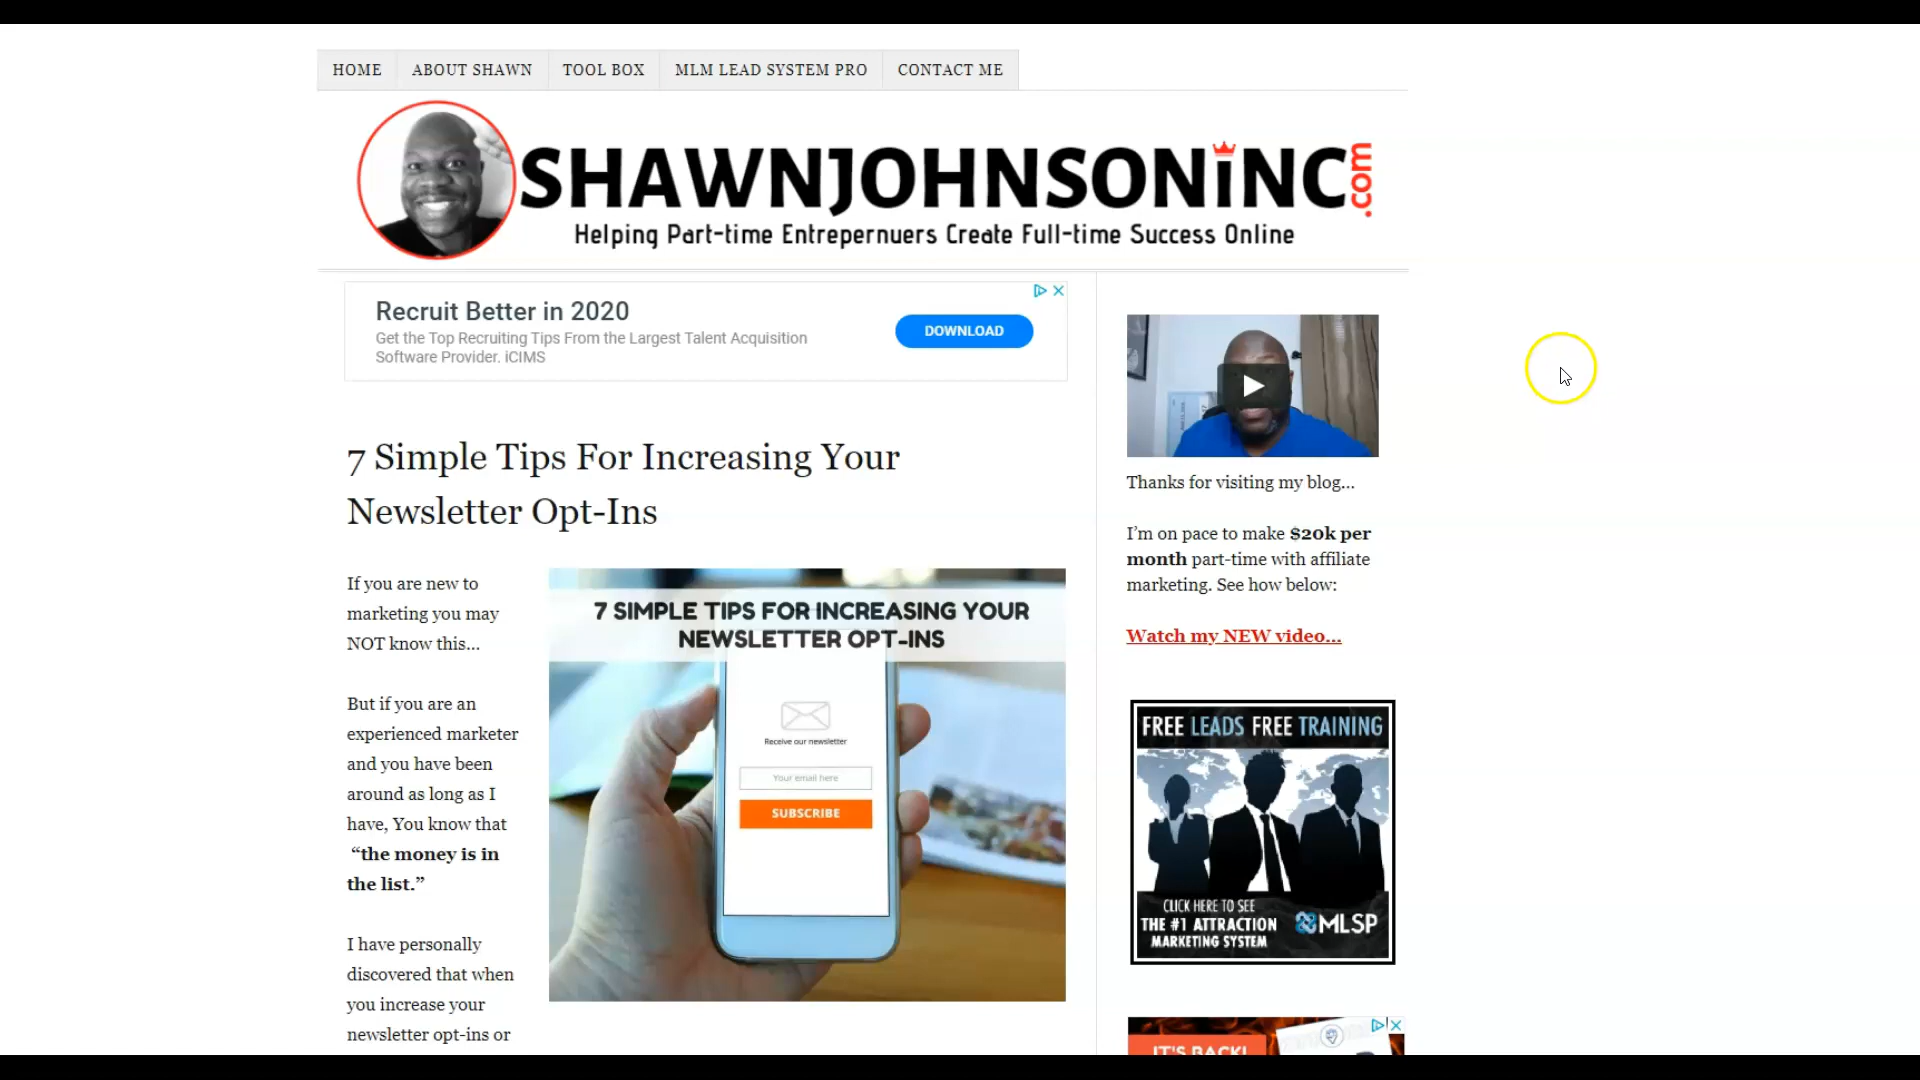 HOME ABOUT SHAWN TOOL BOX MLM LEAD SYSTEM PRO CONTACT ME
SHAWNJOHNSONiNC.com
Helping Part-time Entrepernuers Create Full-time Success Online
Recruit Better in 2020
Get the Top Recruiting Tips From the Largest Talent Acquisition
Software Provider. iCIMS
DOWNLOAD
7 Simple Tips For Increasing Your
Newsletter Opt-Ins
If you are new to
marketing you may
NOT know this...
But if you are an
experienced marketer
and you have been
around as long as I
have, You know that
“the money is in
the list.”
I have personally
discovered that when
you increase your
newsletter opt-ins or
7 SIMPLE TIPS FOR INCREASING YOUR
NEWSLETTER OPT-INS
Receive our newsletter
Your email here
SUBSCRIBE
Thanks for visiting my blog...
I’m on pace to make $20k per
month part-time with affiliate
marketing. See how below:
Watch my NEW video...
FREE LEADS FREE TRAINING
CLICK HERE TO SEE
THE #1 ATTRACTION
MARKETING SYSTEM
MLSP
IT'S BACK!